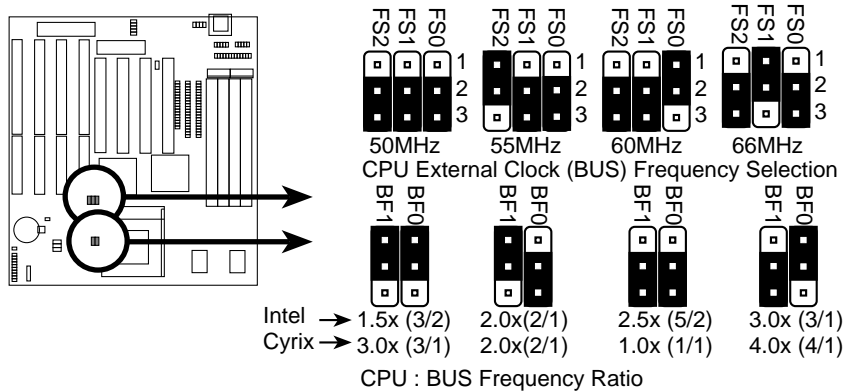 FS2 FS1 FS0 FS2 FS1 FS0 FS2 FS1 FS0 FS2 FS1 FS0
1 1 1 1
2 2 2 2
3 3 3 3
50MHz 55MHz 60MHz 66MHz
CPU External Clock (BUS) Frequency Selection
BF1 BF0 BF1 BF0 BF1 BF0 BF1 BF0
Intel 1.5x (3/2) 2.0x(2/1) 2.5x (5/2) 3.0x (3/1)
Cyrix 3.0x (3/1) 2.0x(2/1) 1.0x (1/1) 4.0x (4/1)
CPU : BUS Frequency Ratio